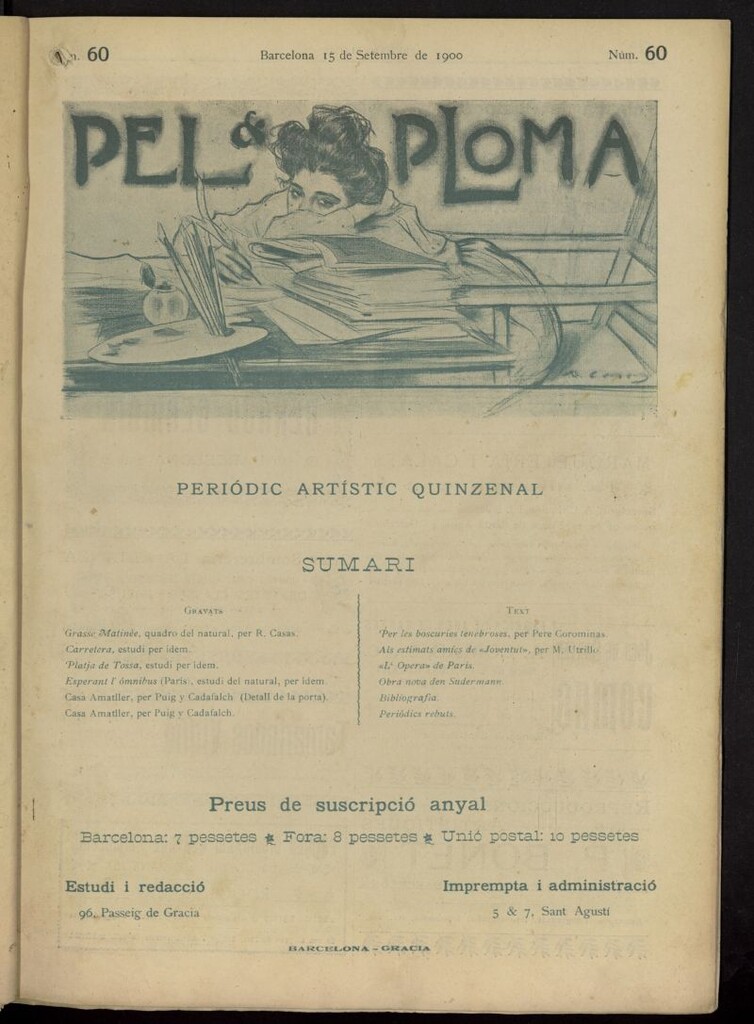 60
Barcelona 15 de Setembre de 1900
Núm. 60
PEL & PLOMA
R. Casas
PERIÓDIC ARTÍSTIC QUINZENAL
SUMARI
Gravats
Grasse Matinée, quadro del natural, per R. Casas.
Carretera, estudi per idem.
Platja de Tossa, estudi per idem.
Esperant l' ómnibus (París), estudi del natural, per idem.
Casa Amatller, per Puig y Cadafalch. (Detall de la porta).
Casa Amatller, per Puig y Cadafalch.
Text
Per les boscuries tenebroses, per Pere Corominas.
Als estimats amics de «Joventut», per M. Utrillo.
«L' Opera» de París.
Obra nova den Sudermann.
Bibliografía.
Periódics rebuts.
Preus de suscripció anyal
Barcelona: 7 pessetes ★ Fora: 8 pessetes ★ Unió postal: 10 pessetes
Estudi i redacció
96, Passeig de Gracia
Imprempta i administració
5 & 7, Sant Agustí
BARCELONA - GRACIA